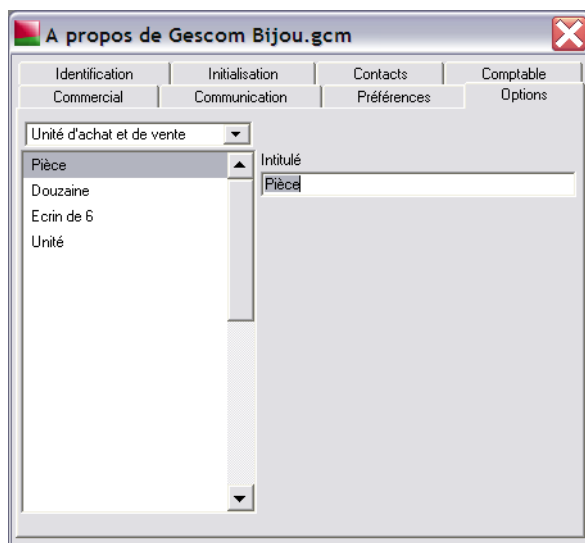 A propos de Gescom Bijou.gcm
Identification Initialisation Contacts Comptable
Commercial Communication Préférences Options
Unité d'achat et de vente
Intitulé
Pièce
Pièce
Douzaine
Ecrin de 6
Unité